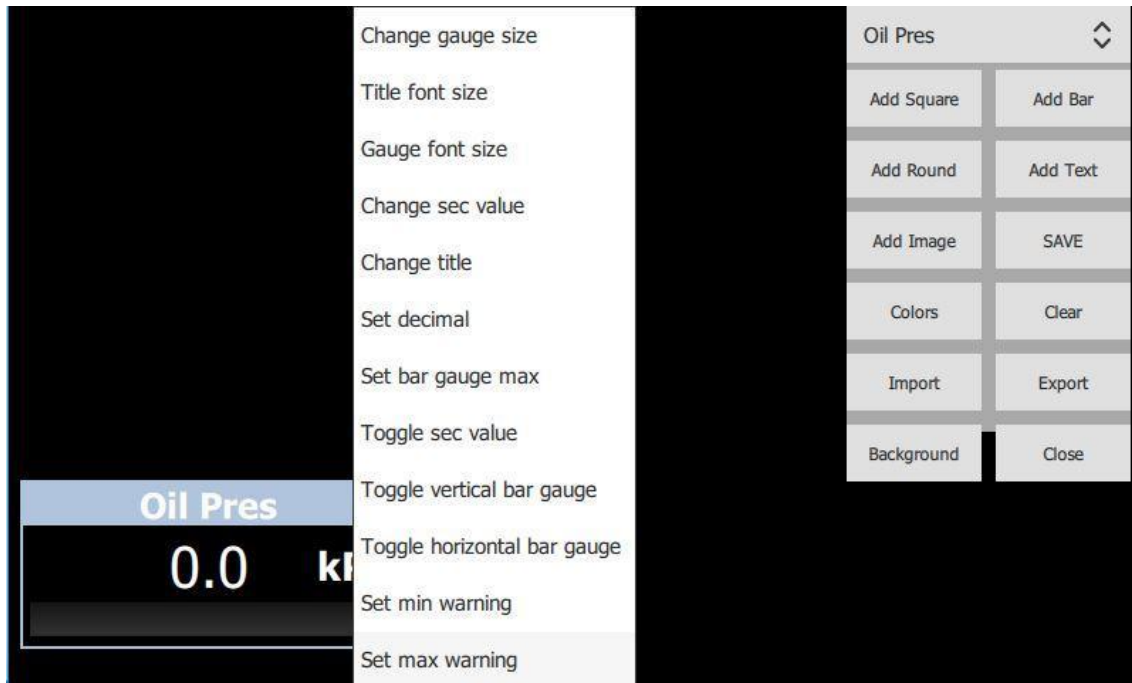 Change gauge size
Title font size
Gauge font size
Change sec value
Change title
Set decimal
Set bar gauge max
Toggle sec value
Toggle vertical bar gauge
Toggle horizontal bar gauge
Set min warning
Set max warning
Oil Pres
0.0
Oil Pres
Add Square Add Bar
Add Round Add Text
Add Image SAVE
Colors Clear
Import Export
Background Close